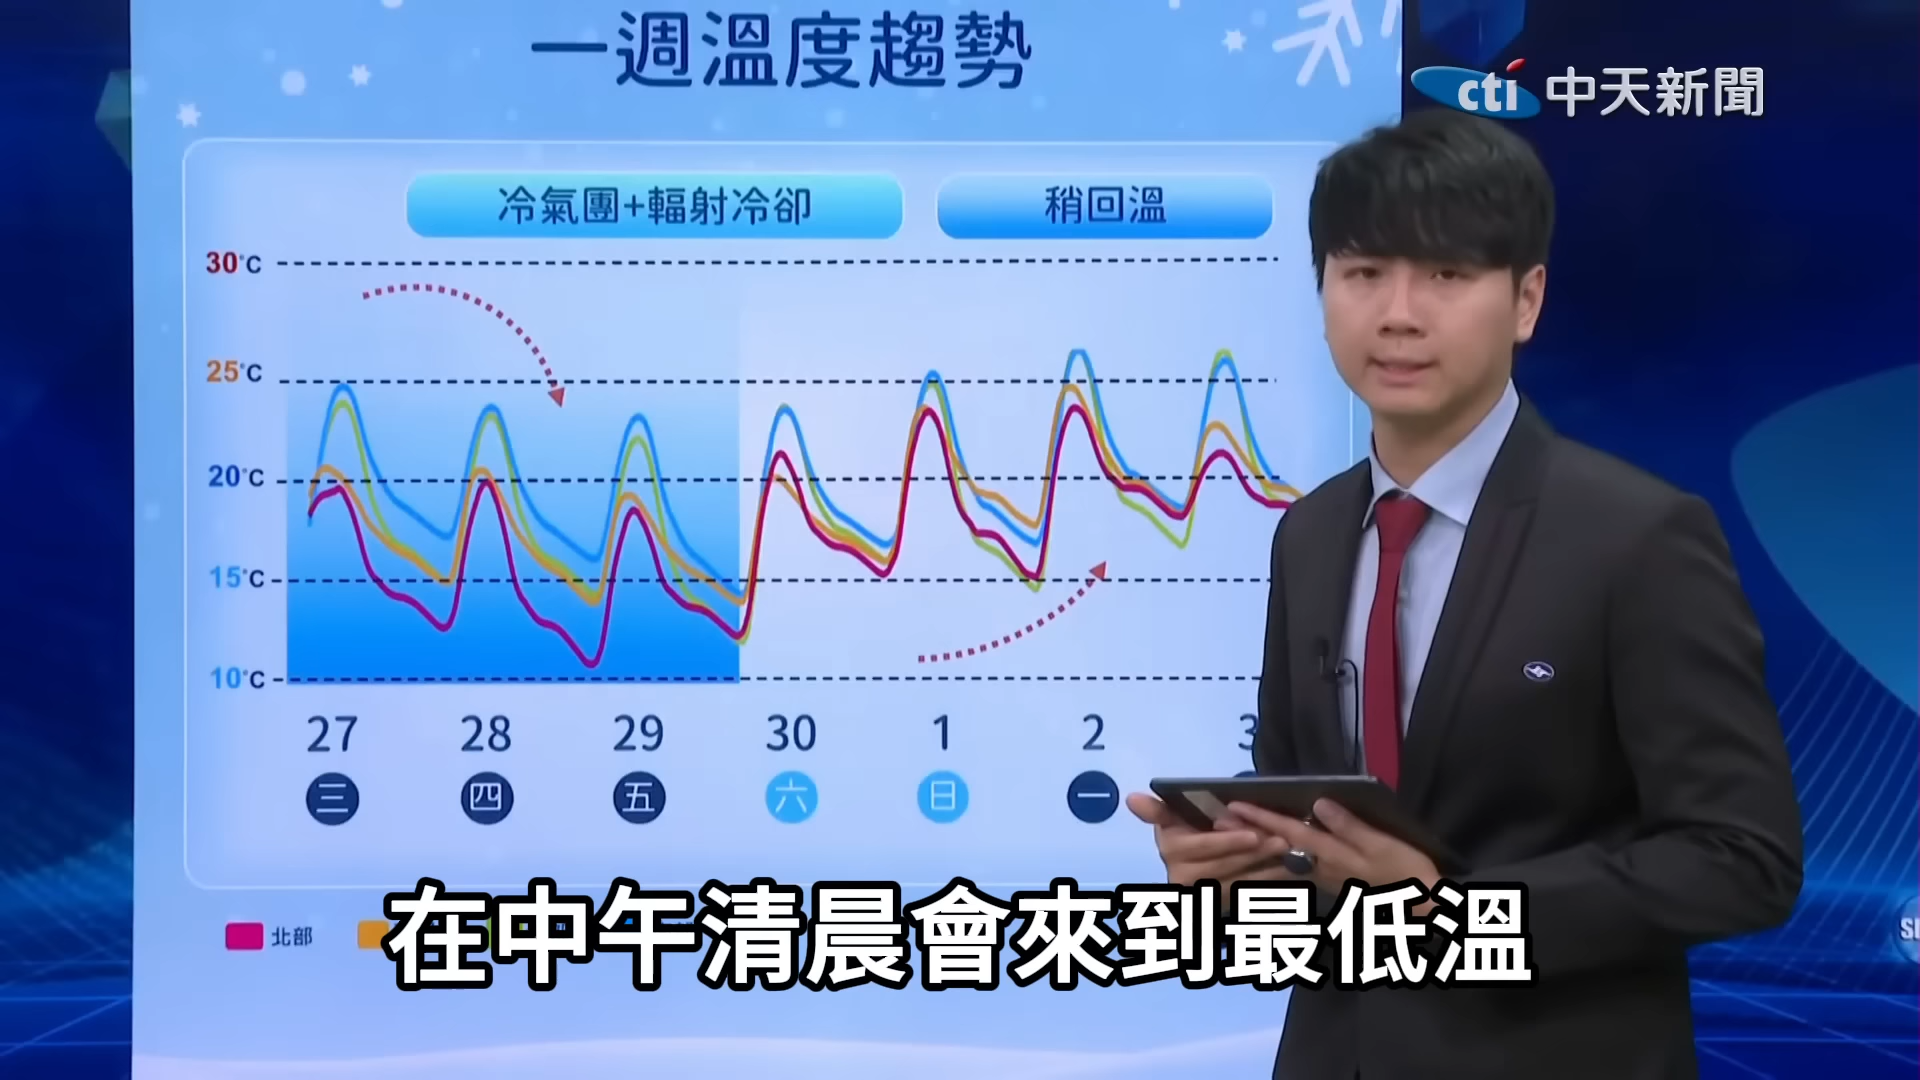 一週溫度趨勢
cti 中天新聞
冷氣團+輻射冷卻
稍回溫
30°C
25°C
20°C
15°C
10°C
27 28 29 30 1 2 3
三 四 五 六 日 一
北部
在中午清晨會來到最低溫